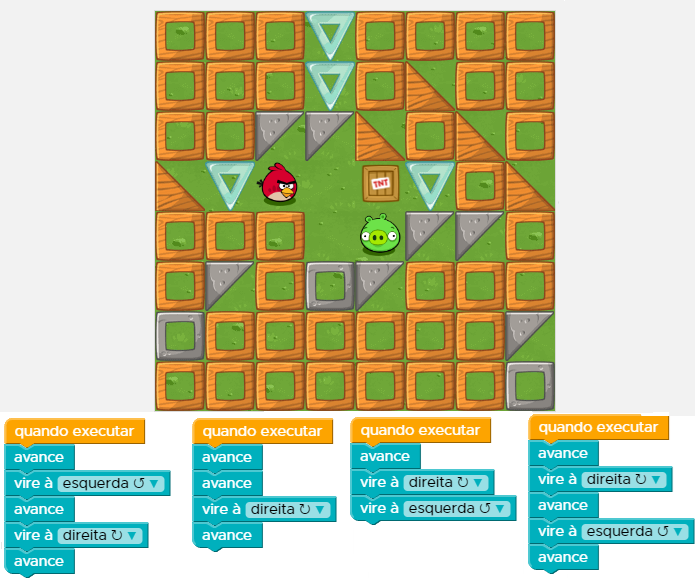 TNT
quando executar
avance
vire à esquerda ↺ ▼
avance
vire à direita ↻ ▼
avance
quando executar
avance
avance
vire à direita ↻ ▼
avance
quando executar
avance
vire à direita ↻ ▼
vire à esquerda ↺ ▼
quando executar
avance
vire à direita ↻ ▼
avance
vire à esquerda ↺ ▼
avance